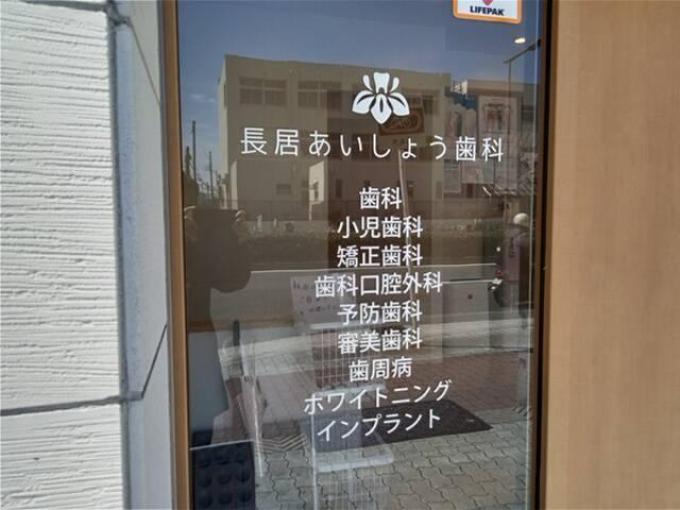 LIFEPAK
長居あいしょう歯科
歯科
小児歯科
矯正歯科
歯科口腔外科
予防歯科
審美歯科
歯周病
ホワイトニング
インプラント